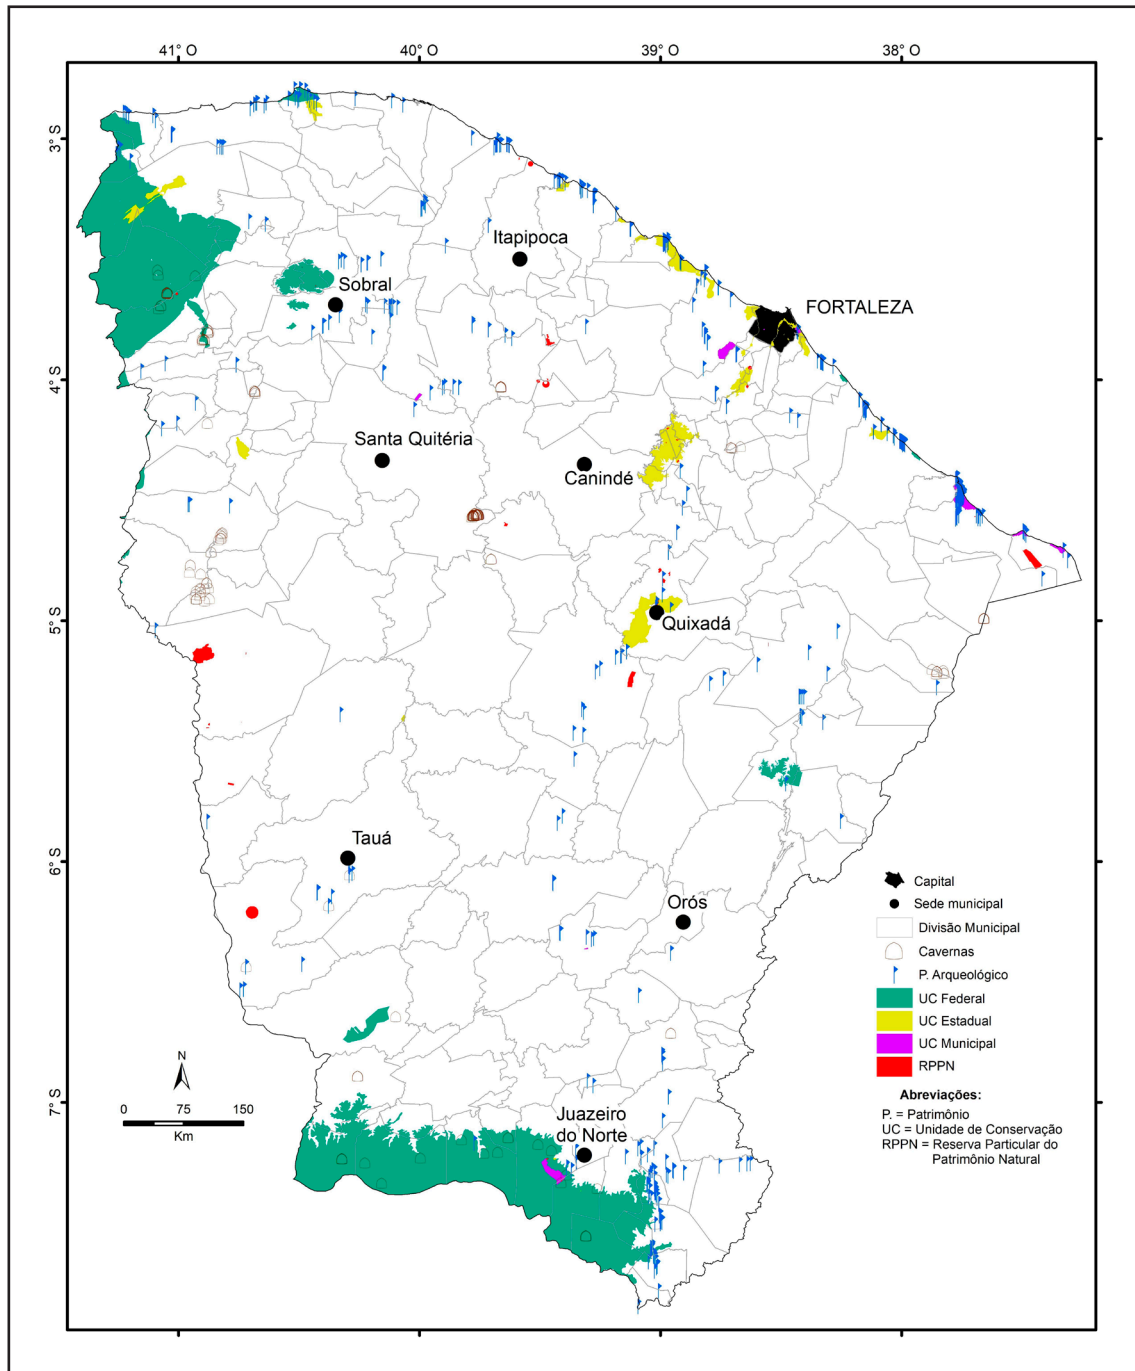 41° O
40° O
39° O
38° O
3° S
4° S
5° S
6° S
7° S
FORTALEZA
Itapipoca
Sobral
Santa Quitéria
Canindé
Quixadá
Tauá
Orós
Juazeiro
do Norte
N
0 75 150
Km
Capital
Sede municipal
Divisão Municipal
Cavernas
P. Arqueológico
UC Federal
UC Estadual
UC Municipal
RPPN
Abreviações:
P. = Patrimônio
UC = Unidade de Conservação
RPPN = Reserva Particular do
Patrimônio Natural